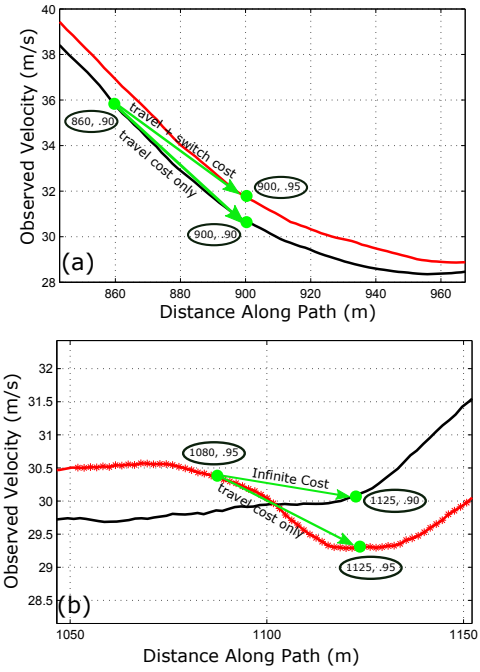 40
38
36
34
32
30
28
Observed Velocity (m/s)
860, .90
travel + switch cost
travel cost only
900, .95
900, .90
(a)
860
880
900
920
940
960
Distance Along Path (m)
32
31.5
30.5
30
29.5
28.5
Observed Velocity (m/s)
1080, .95
Infinite Cost
travel cost only
1125, .90
1125, .95
(b)
1050
1100
1150
Distance Along Path (m)